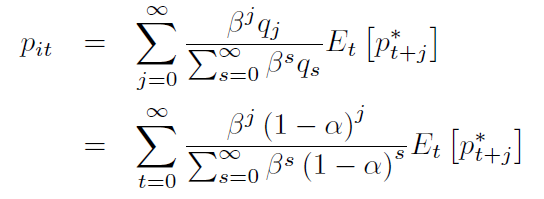 p_{it} = \sum_{j=0}^{\infty} \frac{\beta^j q_j}{\sum_{s=0}^{\infty} \beta^s q_s} E_t [p^*_{t+j}]
= \sum_{t=0}^{\infty} \frac{\beta^j (1 - \alpha)^j}{\sum_{s=0}^{\infty} \beta^s (1 - \alpha)^s} E_t [p^*_{t+j}]